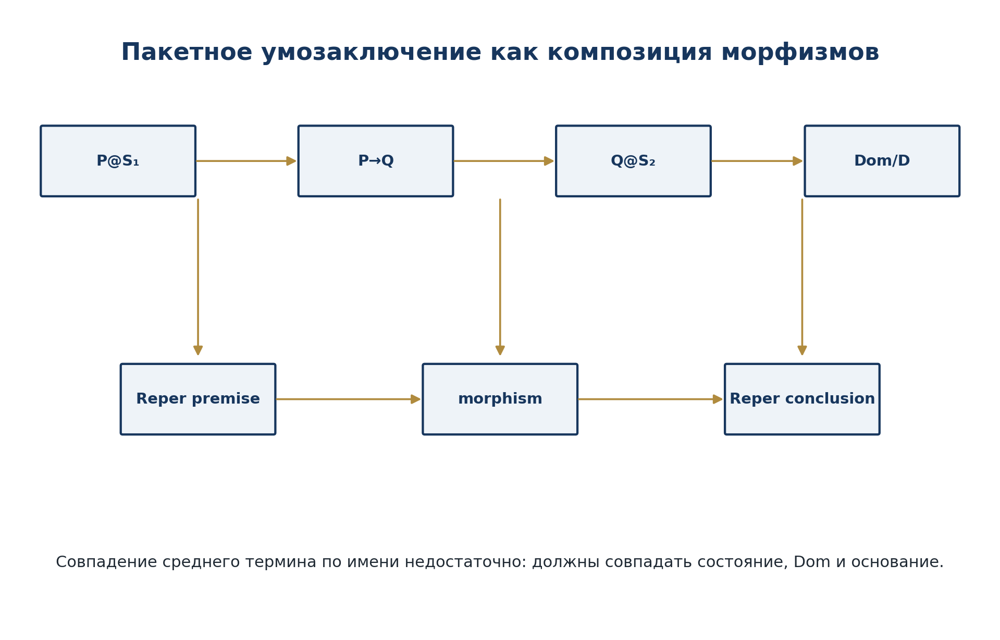 Пакетное умозаключение как композиция морфизмов
P@S₁
P→Q
Q@S₂
Dom/D
Reper premise
morphism
Reper conclusion
Совпадение среднего термина по имени недостаточно: должны совпадать состояние, Dom и основание.